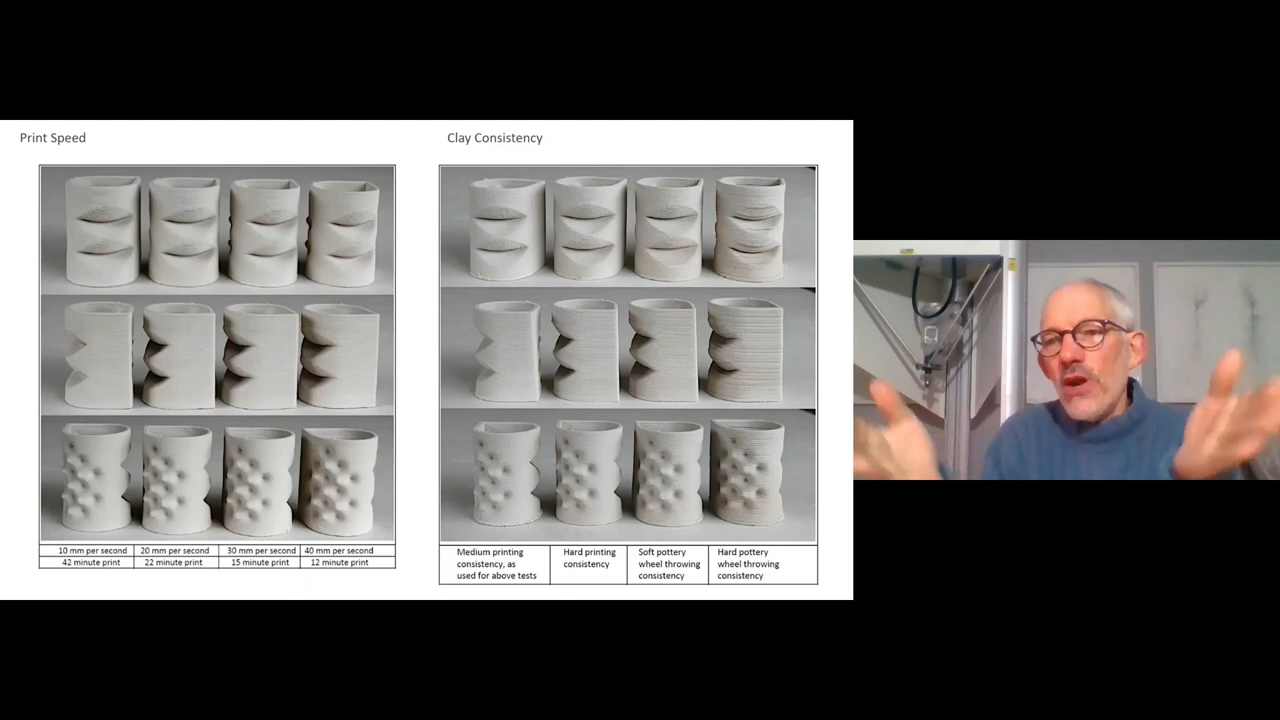 Print Speed
Clay Consistency
10 mm per second 20 mm per second 30 mm per second 40 mm per second
42 minute print 22 minute print 15 minute print 12 minute print
Medium printing consistency, as used for above tests
Hard printing consistency
Soft pottery wheel throwing consistency
Hard pottery wheel throwing consistency